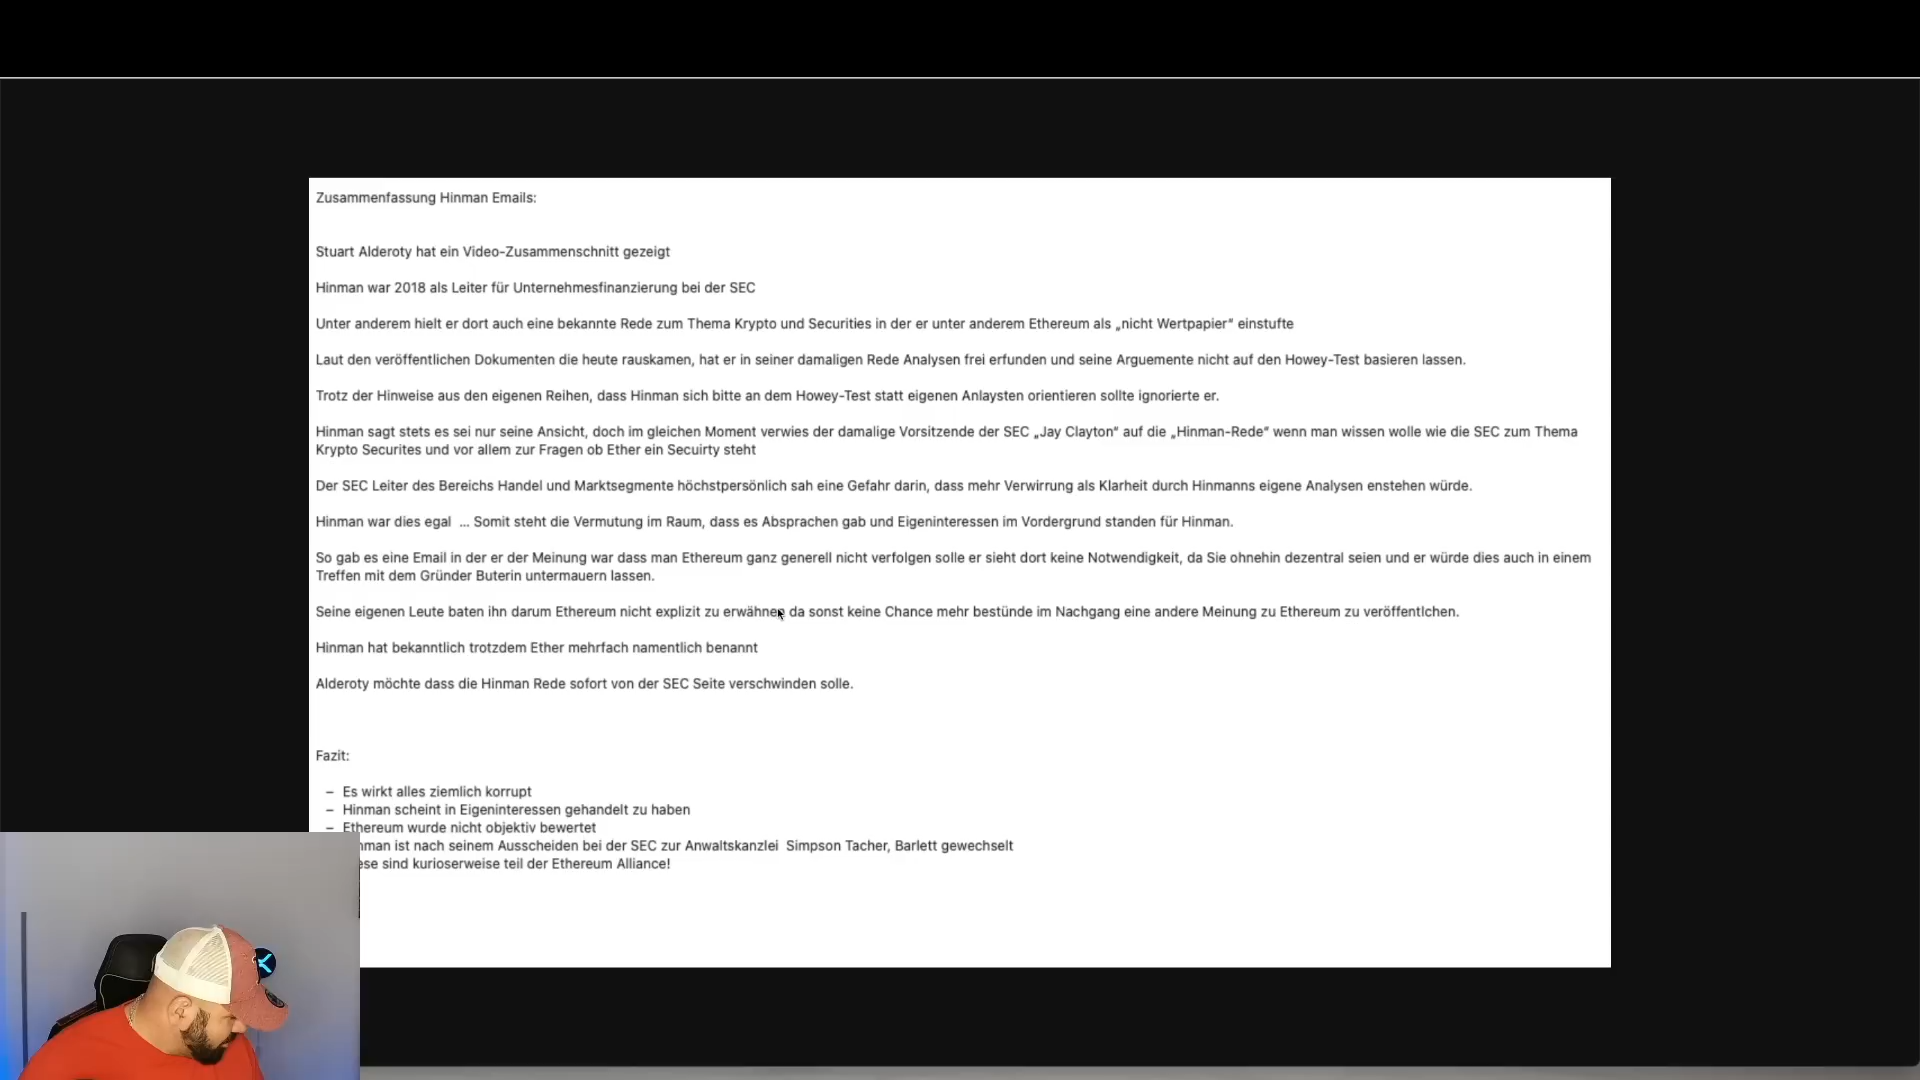 Zusammenfassung Hinman Emails:
Stuart Alderoty hat ein Video-Zusammenschnitt gezeigt
Hinman war 2018 als Leiter für Unternehmesfinanzierung bei der SEC
Unter anderem hielt er dort auch eine bekannte Rede zum Thema Krypto und Securities in der er unter anderem Ethereum als „nicht Wertpapier“ einstufte
Laut den veröffentlichen Dokumenten die heute rauskamen, hat er in seiner damaligen Rede Analysen frei erfunden und seine Arguemente nicht auf den Howey-Test basieren lassen.
Trotz der Hinweise aus den eigenen Reihen, dass Hinman sich bitte an dem Howey-Test statt eigenen Anlaysten orientieren sollte ignorierte er.
Hinman sagt stets es sei nur seine Ansicht, doch im gleichen Moment verwies der damalige Vorsitzende der SEC „Jay Clayton“ auf die „Hinman-Rede“ wenn man wissen wolle wie die SEC zum Thema
Krypto Securites und vor allem zur Fragen ob Ether ein Secuirty steht
Der SEC Leiter des Bereichs Handel und Marktsegmente höchstpersönlich sah eine Gefahr darin, dass mehr Verwirrung als Klarheit durch Hinmanns eigene Analysen enstehen würde.
Hinman war dies egal ... Somit steht die Vermutung im Raum, dass es Absprachen gab und Eigeninteressen im Vordergrund standen für Hinman.
So gab es eine Email in der er der Meinung war dass man Ethereum ganz generell nicht verfolgen solle er sieht dort keine Notwendigkeit, da Sie ohnehin dezentral seien und er würde dies auch in einem
Treffen mit dem Gründer Buterin untermauern lassen.
Seine eigenen Leute baten ihn darum Ethereum nicht explizit zu erwähnen da sonst keine Chance mehr bestünde im Nachgang eine andere Meinung zu Ethereum zu veröffentlchen.
Hinman hat bekanntlich trotzdem Ether mehrfach namentlich benannt
Alderoty möchte dass die Hinman Rede sofort von der SEC Seite verschwinden solle.
Fazit:
– Es wirkt alles ziemlich korrupt
– Hinman scheint in Eigeninteressen gehandelt zu haben
– Ethereum wurde nicht objektiv bewertet
ist nach seinem Ausscheiden bei der SEC zur Anwaltskanzlei Simpson Tacher, Barlett gewechselt
sind kurioserweise teil der Ethereum Alliance!